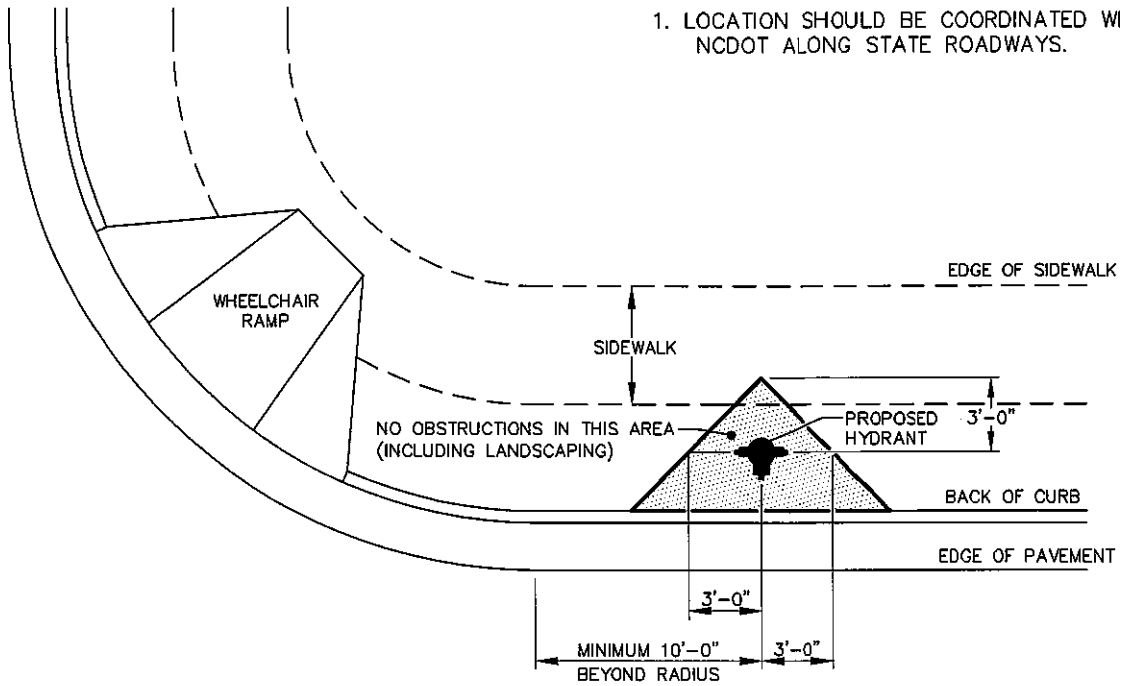 1. LOCATION SHOULD BE COORDINATED
NCDOT ALONG STATE ROADWAYS.
EDGE OF SIDEWALK
WHEELCHAIR
RAMP
SIDEWALK
NO OBSTRUCTIONS IN THIS AREA
(INCLUDING LANDSCAPING)
PROPOSED
HYDRANT
3'-0"
BACK OF CURB
EDGE OF PAVEMENT
3'-0"
MINIMUM 10'-0"
BEYOND RADIUS
3'-0"